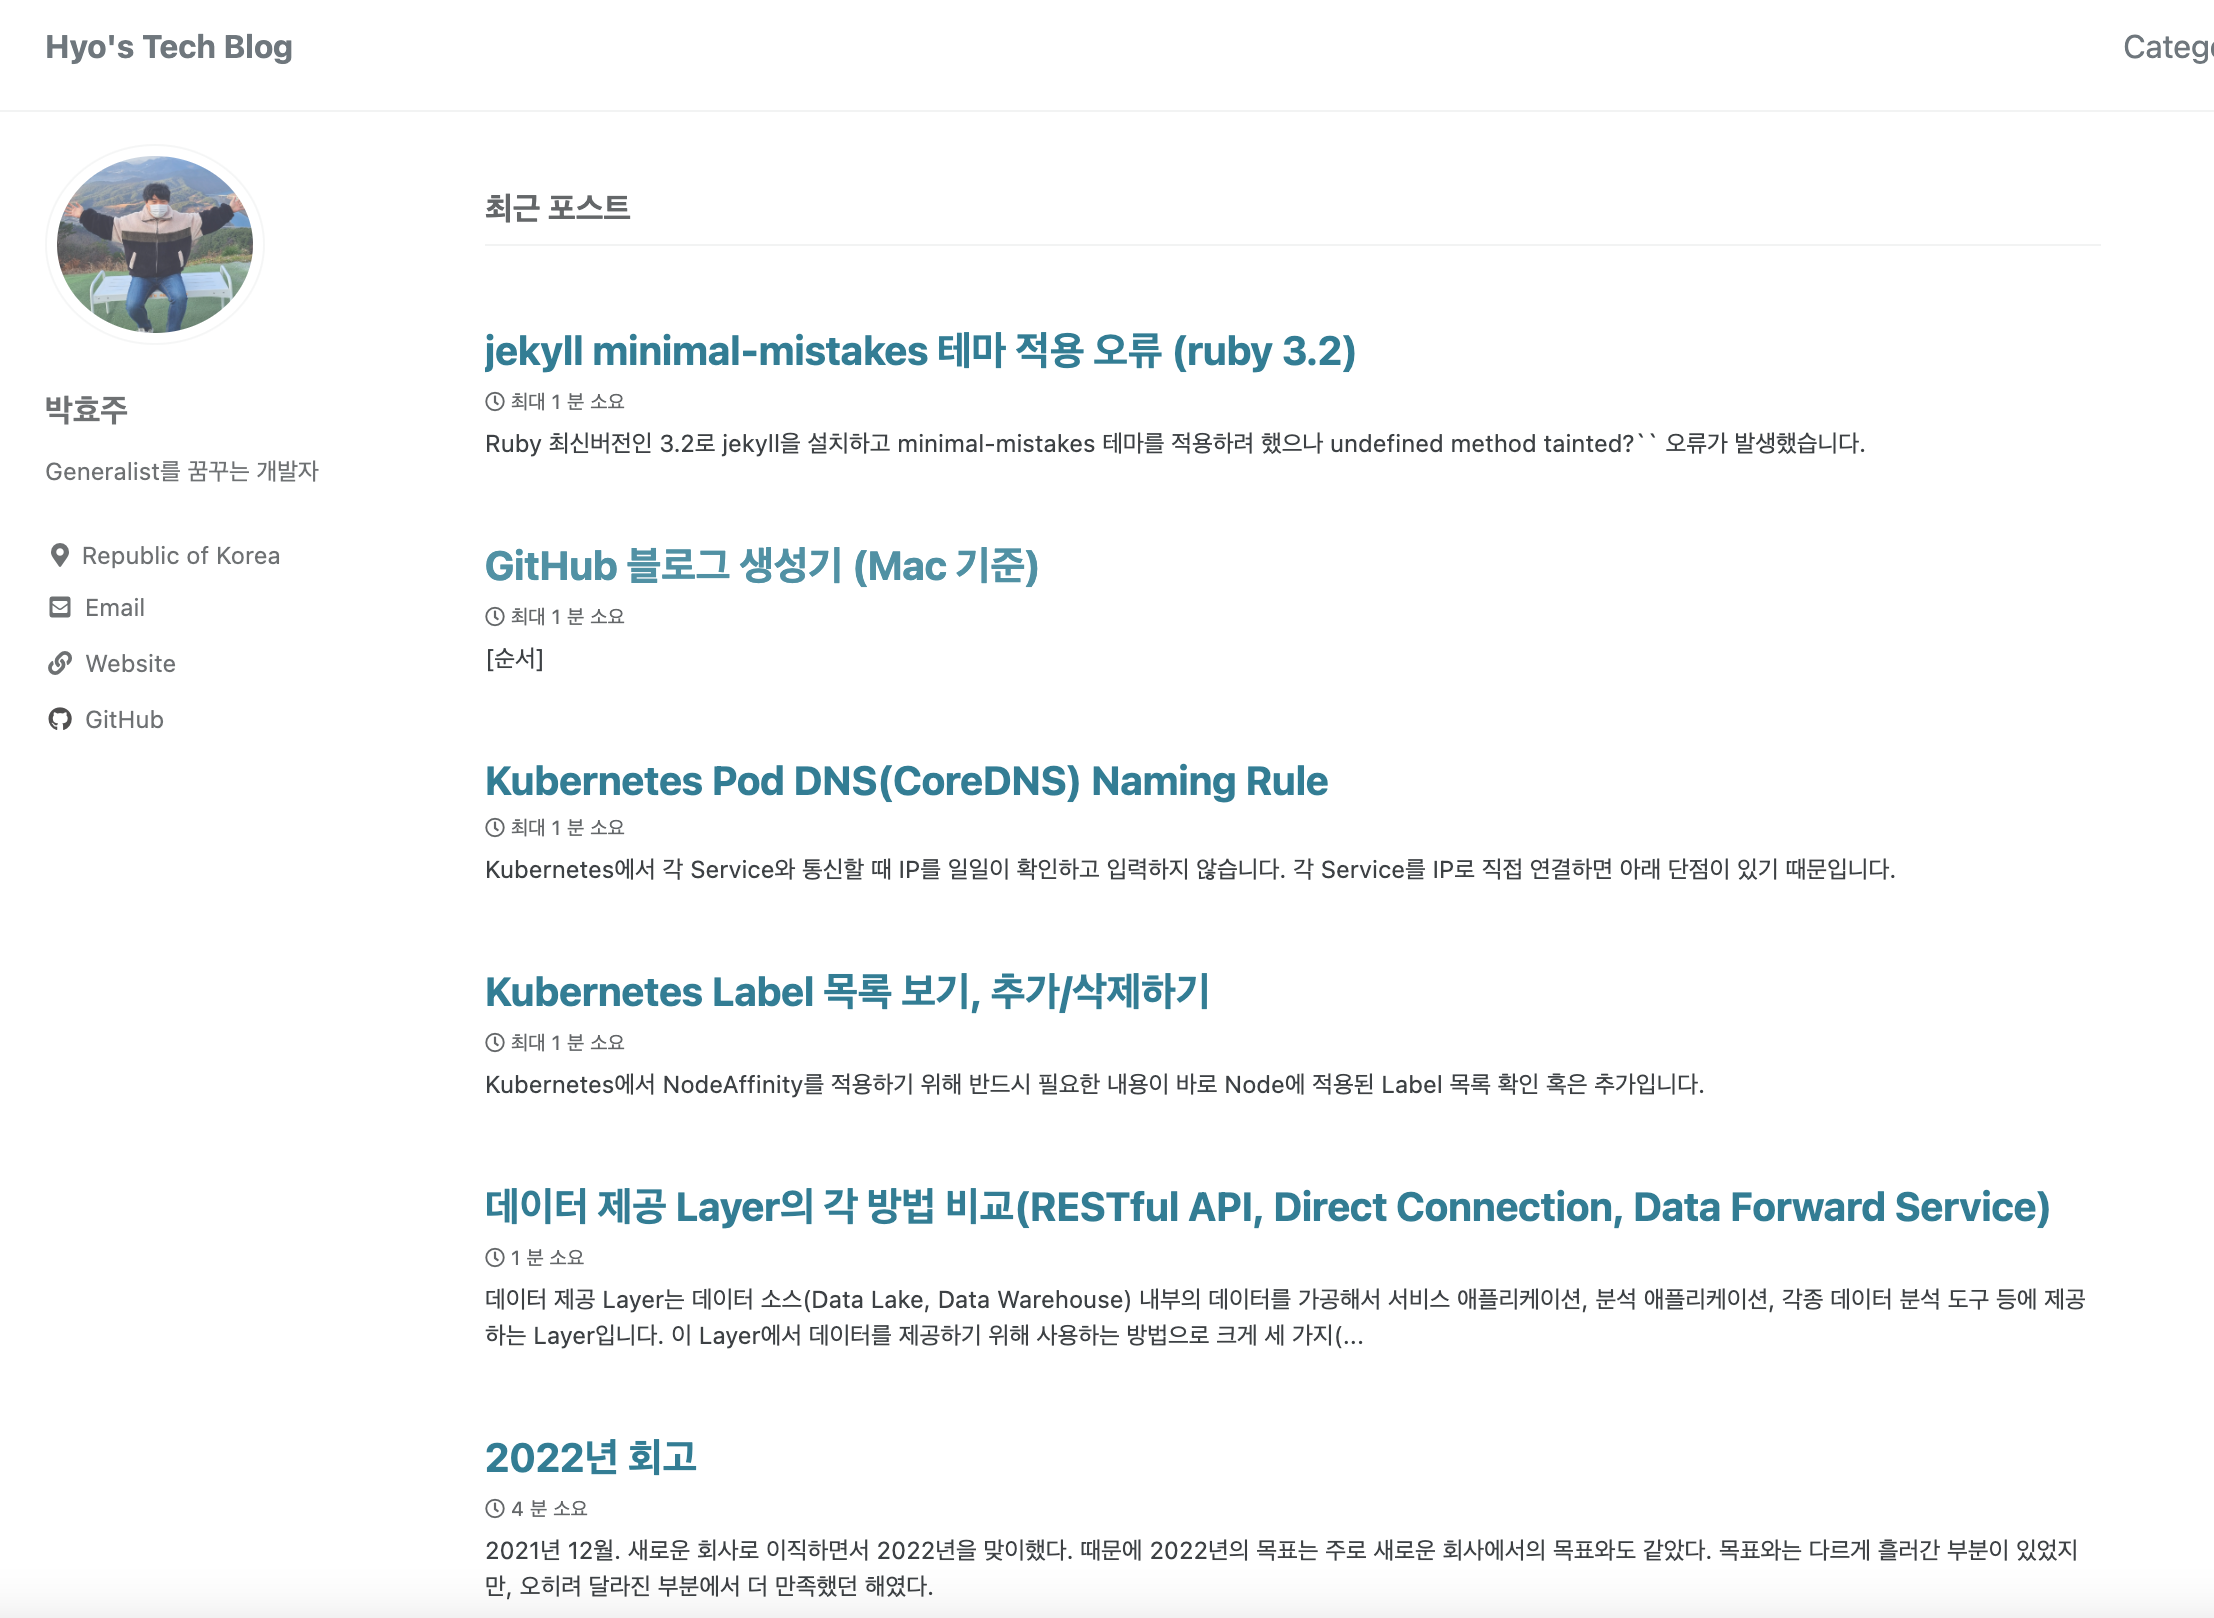 Hyo's Tech Blog
Catego
박효주
Generalist를 꿈꾸는 개발자
Republic of Korea
Email
Website
GitHub
최근 포스트
jekyll minimal-mistakes 테마 적용 오류 (ruby 3.2)
최대 1 분 소요
Ruby 최신버전인 3.2로 jekyll을 설치하고 minimal-mistakes 테마를 적용하려 했으나 undefined method tainted?`` 오류가 발생했습니다.
GitHub 블로그 생성기 (Mac 기준)
최대 1 분 소요
[순서]
Kubernetes Pod DNS(CoreDNS) Naming Rule
최대 1 분 소요
Kubernetes에서 각 Service와 통신할 때 IP를 일일이 확인하고 입력하지 않습니다. 각 Service를 IP로 직접 연결하면 아래 단점이 있기 때문입니다.
Kubernetes Label 목록 보기, 추가/삭제하기
최대 1 분 소요
Kubernetes에서 NodeAffinity를 적용하기 위해 반드시 필요한 내용이 바로 Node에 적용된 Label 목록 확인 혹은 추가입니다.
데이터 제공 Layer의 각 방법 비교(RESTful API, Direct Connection, Data Forward Service)
1 분 소요
데이터 제공 Layer는 데이터 소스(Data Lake, Data Warehouse) 내부의 데이터를 가공해서 서비스 애플리케이션, 분석 애플리케이션, 각종 데이터 분석 도구 등에 제공
하는 Layer입니다. 이 Layer에서 데이터를 제공하기 위해 사용하는 방법으로 크게 세 가지(...
2022년 회고
4 분 소요
2021년 12월. 새로운 회사로 이직하면서 2022년을 맞이했다. 때문에 2022년의 목표는 주로 새로운 회사에서의 목표와도 같았다. 목표와는 다르게 흘러간 부분이 있었지
만, 오히려 달라진 부분에서 더 만족했던 해였다.